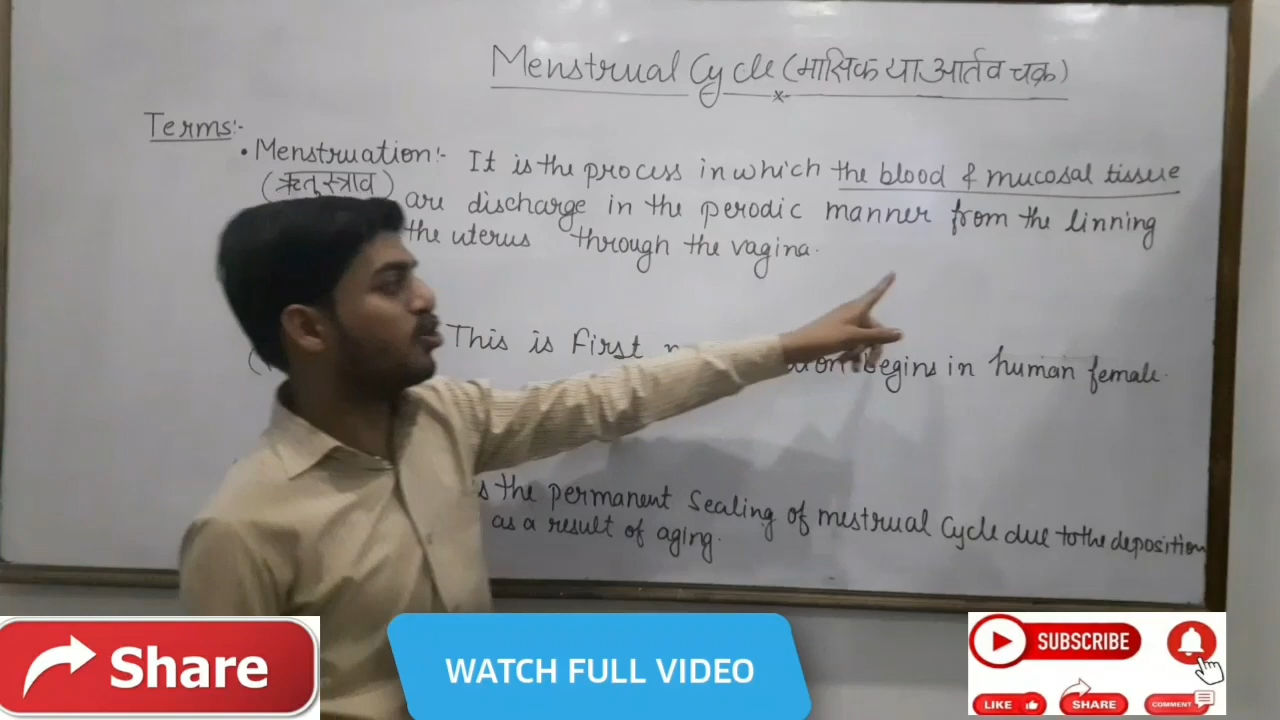 Menstrual Cycle (मासिक या आर्तव चक्र)
Terms:-
• Menstruation:- It is the process in which the blood & mucosal tissue
(ऋतुस्त्राव) are discharge in the perodic manner from the linning
the uterus through the vagina.
This is First begins in human female.
the permanent Sealing of mestrual Cycle due to the deposition
as a result of aging.
Share
WATCH FULL VIDEO
SUBSCRIBE
LIKE SHARE COMMENT